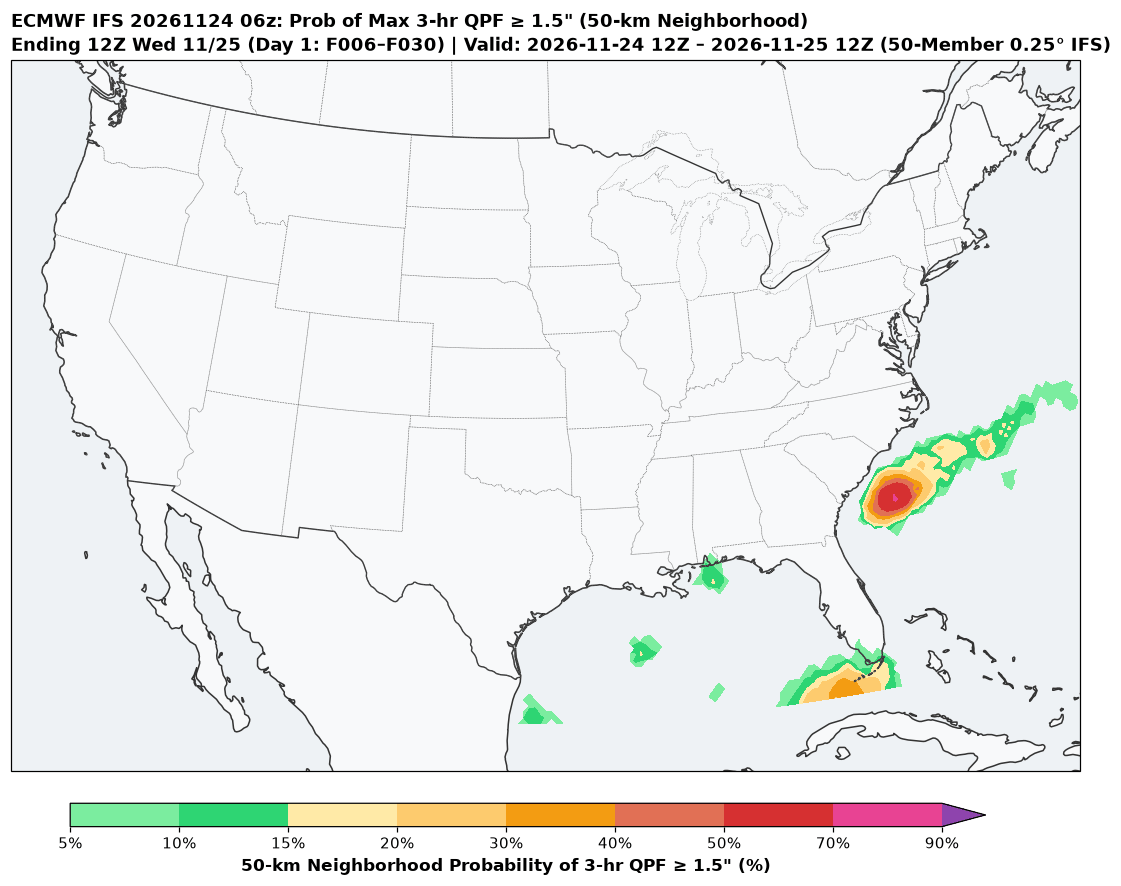 ECMWF IFS 20261124 06z: Prob of Max 3-hr QPF ≥ 1.5" (50-km Neighborhood)
Ending 12Z Wed 11/25 (Day 1: F006–F030) | Valid: 2026-11-24 12Z – 2026-11-25 12Z (50-Member 0.25° IFS)
5% 10% 15% 20% 30% 40% 50% 70% 90%
50-km Neighborhood Probability of 3-hr QPF ≥ 1.5" (%)